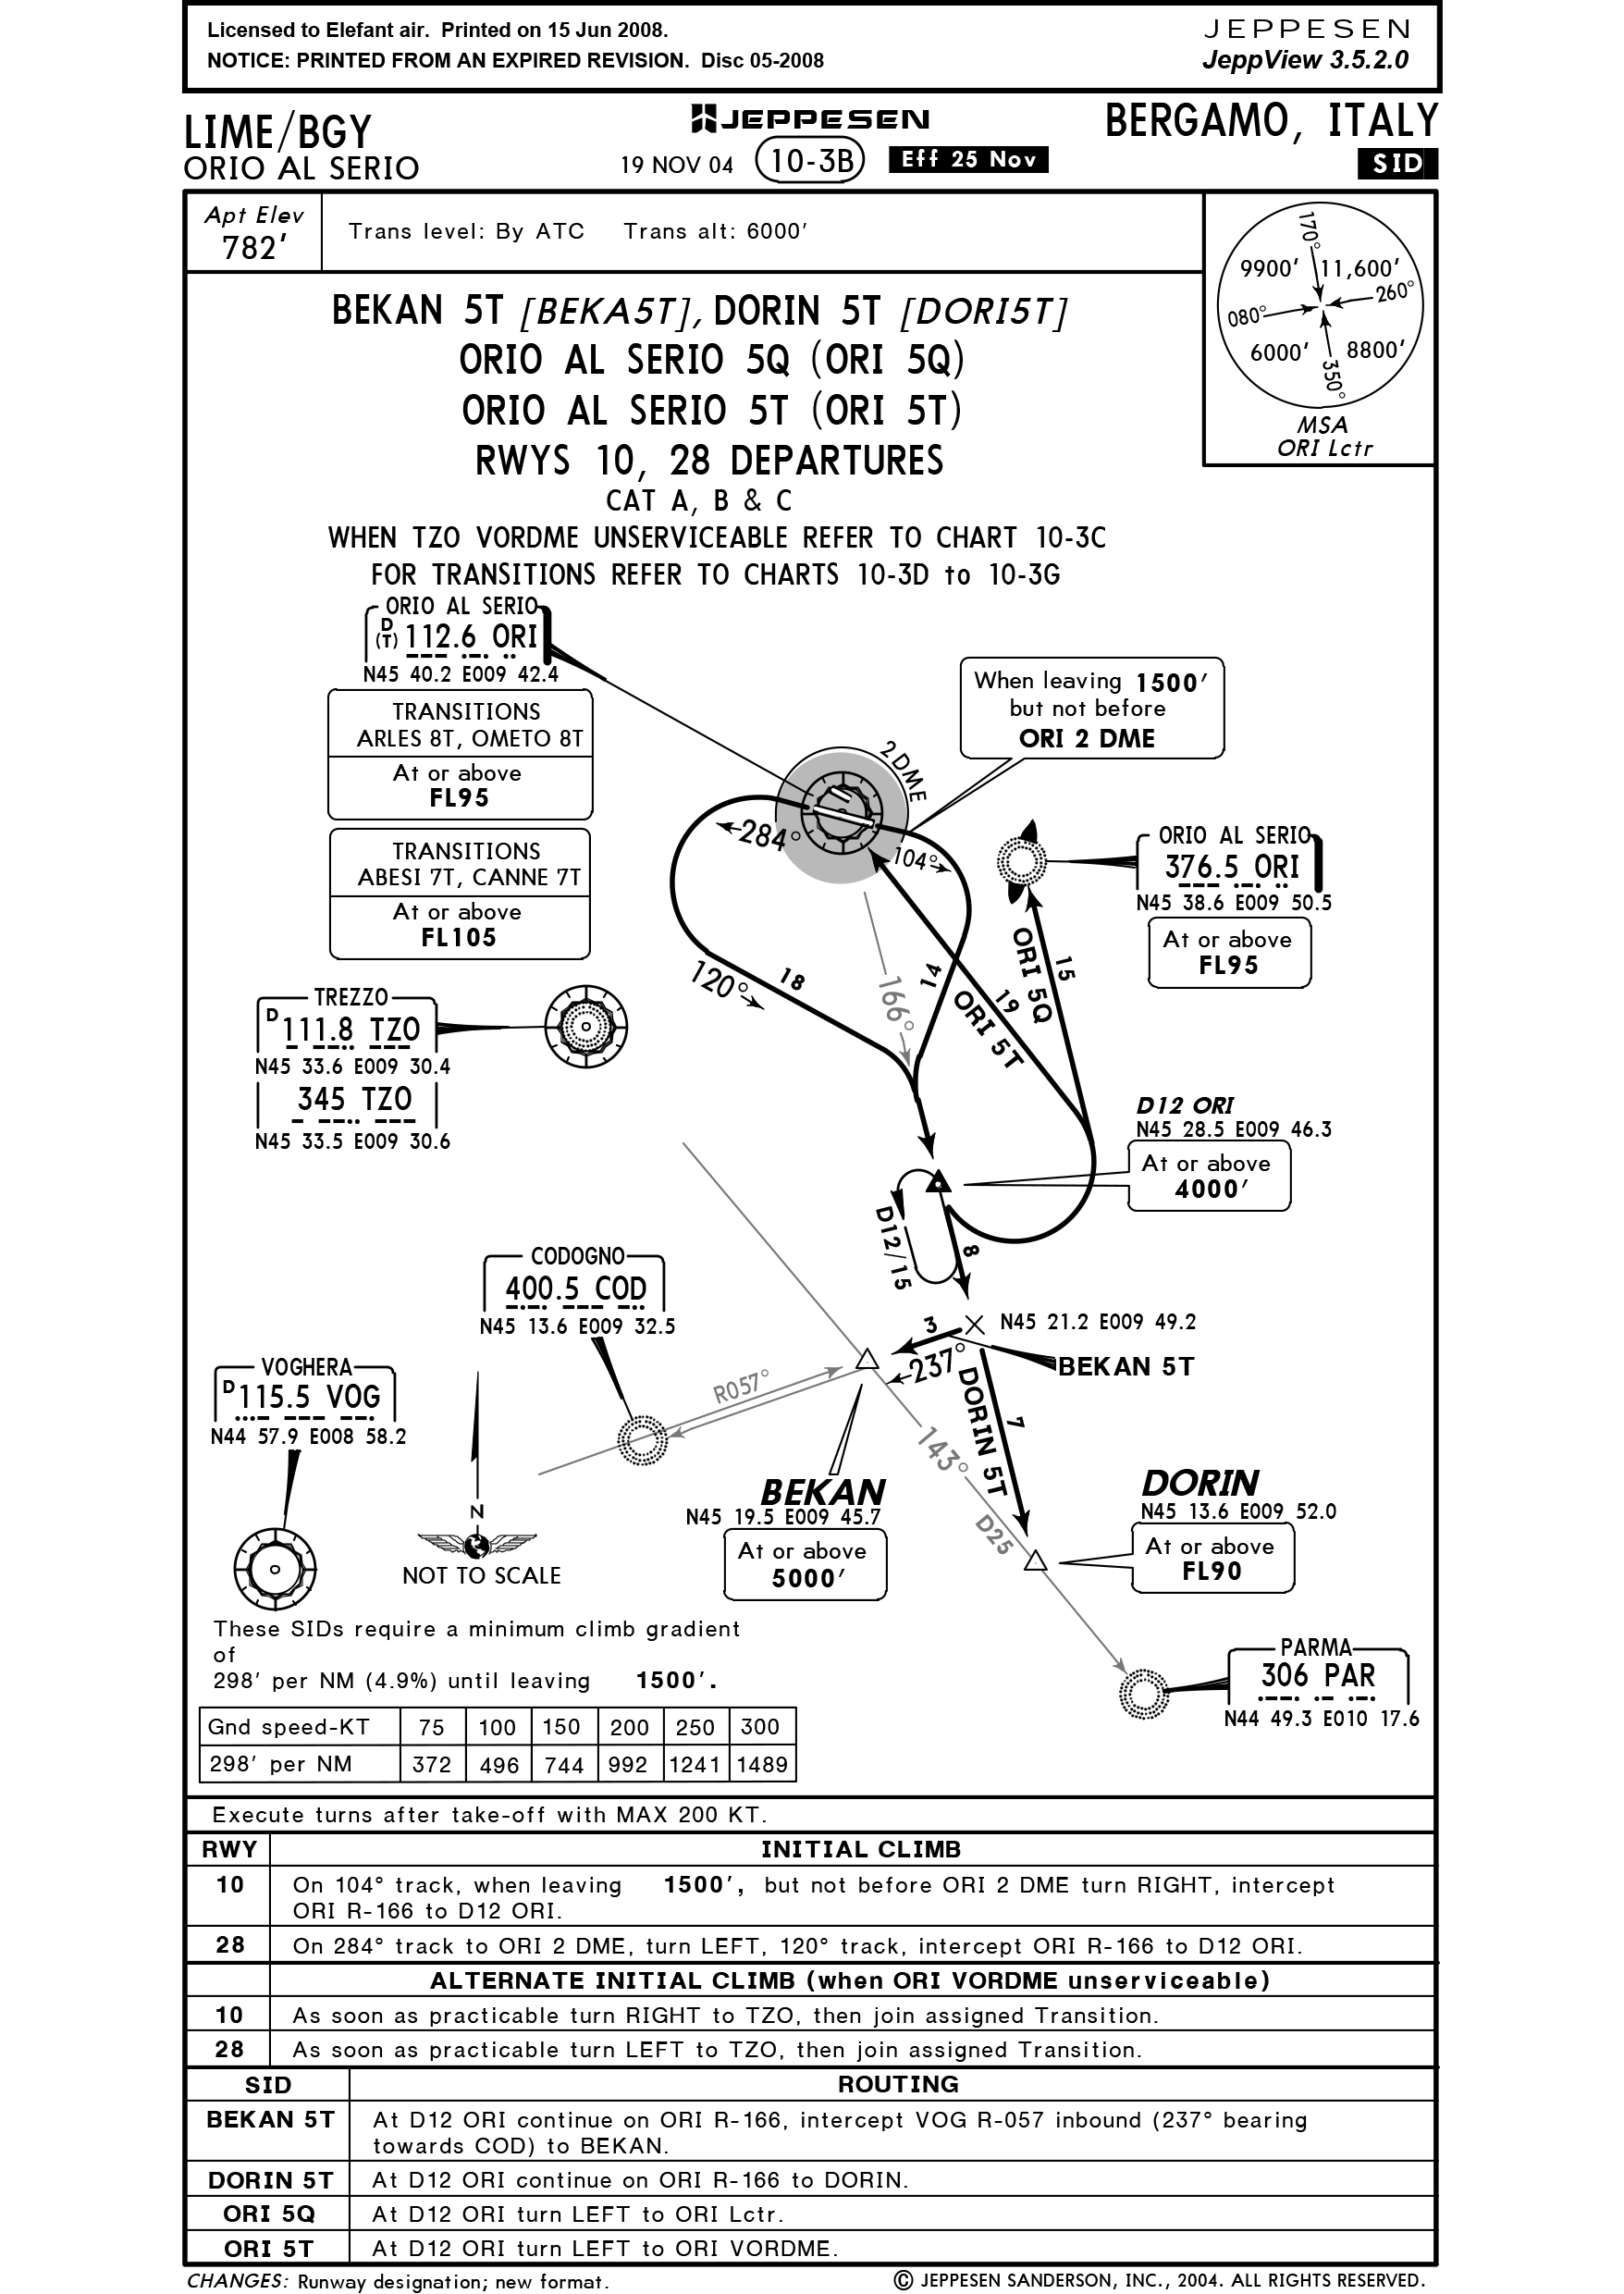 Licensed to Elefant air. Printed on 15 Jun 2008.
NOTICE: PRINTED FROM AN EXPIRED REVISION. Disc 05-2008
JEPPESEN
JeppView 3.5.2.0
LIME/BGY
ORIO AL SERIO
JEPPESEN
19 NOV 04
10-3B
Eff 25 Nov
BERGAMO, ITALY
SID
Apt Elev
782'
Trans level: By ATC Trans alt: 6000'
170°
9900'
11,600'
260°
080°
6000'
8800'
350°
MSA
ORI Lctr
BEKAN 5T [BEKA5T], DORIN 5T [DORI5T]
ORIO AL SERIO 5Q (ORI 5Q)
ORIO AL SERIO 5T (ORI 5T)
RWYS 10, 28 DEPARTURES
CAT A, B & C
WHEN TZO VORDME UNSERVICEABLE REFER TO CHART 10-3C
FOR TRANSITIONS REFER TO CHARTS 10-3D to 10-3G
ORIO AL SERIO
D
(T) 112.6 ORI
N45 40.2 E009 42.4
TRANSITIONS
ARLES 8T, OMETO 8T
At or above
FL95
TRANSITIONS
ABESI 7T, CANNE 7T
At or above
FL105
When leaving 1500'
but not before
ORI 2 DME
2 DME
284°
104°
ORIO AL SERIO
376.5 ORI
N45 38.6 E009 50.5
At or above
FL95
120°
18
166°
14
ORI 5T
19
ORI 5Q
15
TREZZO
D 111.8 TZO
N45 33.6 E009 30.4
345 TZO
N45 33.5 E009 30.6
D12 ORI
N45 28.5 E009 46.3
At or above
4000'
D12/15
8
CODOGNO
400.5 COD
N45 13.6 E009 32.5
3
N45 21.2 E009 49.2
237°
BEKAN 5T
R057°
VOGHERA
D 115.5 VOG
N44 57.9 E008 58.2
DORIN 5T
7
143°
D25
BEKAN
N45 19.5 E009 45.7
At or above
5000'
DORIN
N45 13.6 E009 52.0
At or above
FL90
N
NOT TO SCALE
PARMA
306 PAR
N44 49.3 E010 17.6
These SIDs require a minimum climb gradient
of
298' per NM (4.9%) until leaving 1500'.
Gnd speed-KT 75 100 150 200 250 300
298' per NM 372 496 744 992 1241 1489
Execute turns after take-off with MAX 200 KT.
RWY INITIAL CLIMB
10 On 104° track, when leaving 1500', but not before ORI 2 DME turn RIGHT, intercept
ORI R-166 to D12 ORI.
28 On 284° track to ORI 2 DME, turn LEFT, 120° track, intercept ORI R-166 to D12 ORI.
ALTERNATE INITIAL CLIMB (when ORI VORDME unserviceable)
10 As soon as practicable turn RIGHT to TZO, then join assigned Transition.
28 As soon as practicable turn LEFT to TZO, then join assigned Transition.
SID ROUTING
BEKAN 5T At D12 ORI continue on ORI R-166, intercept VOG R-057 inbound (237° bearing
towards COD) to BEKAN.
DORIN 5T At D12 ORI continue on ORI R-166 to DORIN.
ORI 5Q At D12 ORI turn LEFT to ORI Lctr.
ORI 5T At D12 ORI turn LEFT to ORI VORDME.
CHANGES: Runway designation; new format.
© JEPPESEN SANDERSON, INC., 2004. ALL RIGHTS RESERVED.